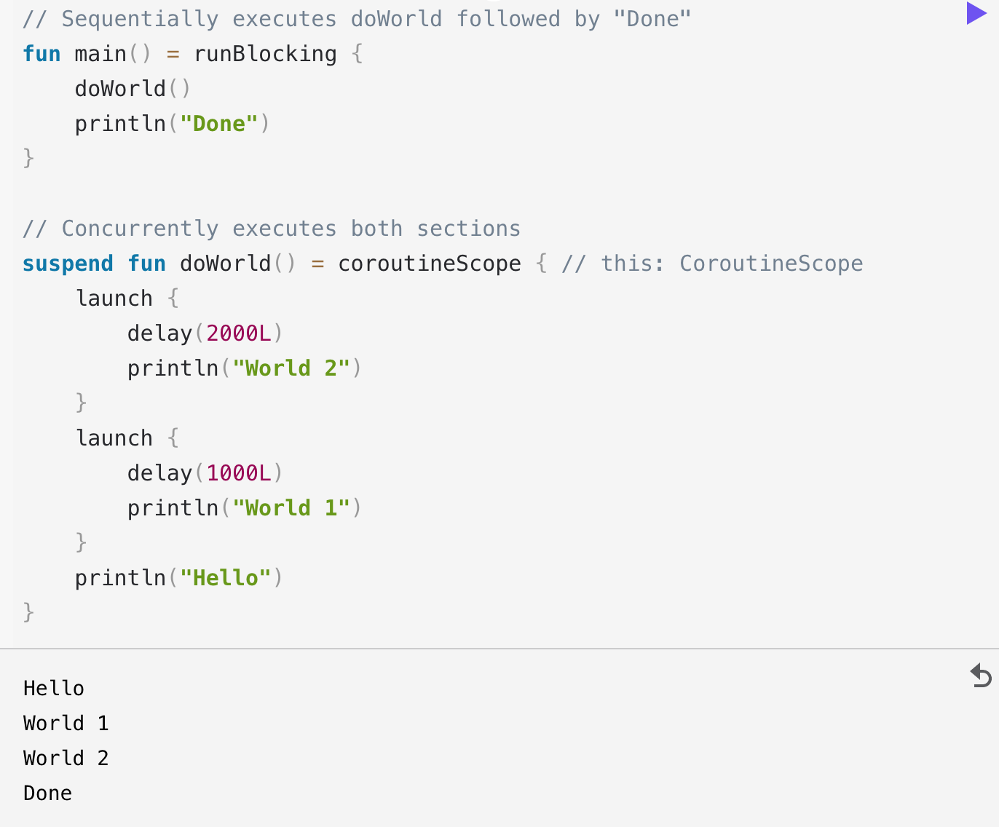 // Sequentially executes doWorld followed by "Done"
fun main() = runBlocking {
    doWorld()
    println("Done")
}

// Concurrently executes both sections
suspend fun doWorld() = coroutineScope { // this: CoroutineScope
    launch {
        delay(2000L)
        println("World 2")
    }
    launch {
        delay(1000L)
        println("World 1")
    }
    println("Hello")
}
Hello
World 1
World 2
Done